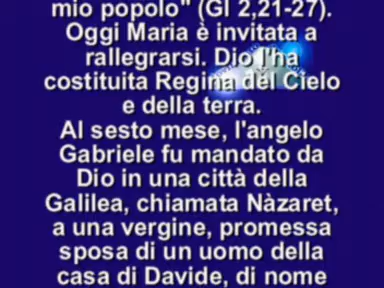 mio popolo" (Gl 2,21-27).
Oggi Maria è invitata a
rallegrarsi. Dio l'ha
costituita Regina del Cielo
e della terra.
Al sesto mese, l'angelo
Gabriele fu mandato da
Dio in una città della
Galilea, chiamata Nàzaret,
a una vergine, promessa
sposa di un uomo della
casa di Davide, di nome